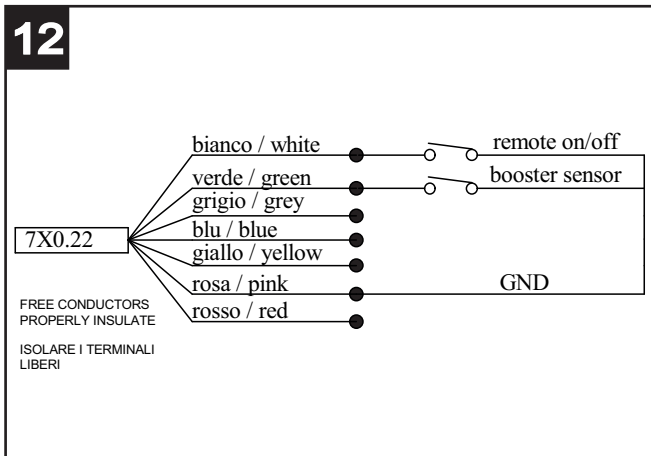 12
bianco / white
remote on/off
verde / green
booster sensor
grigio / grey
7X0.22
blu / blue
giallo / yellow
rosa / pink
GND
rosso / red
FREE CONDUCTORS
PROPERLY INSULATE
ISOLARE I TERMINALI
LIBERI